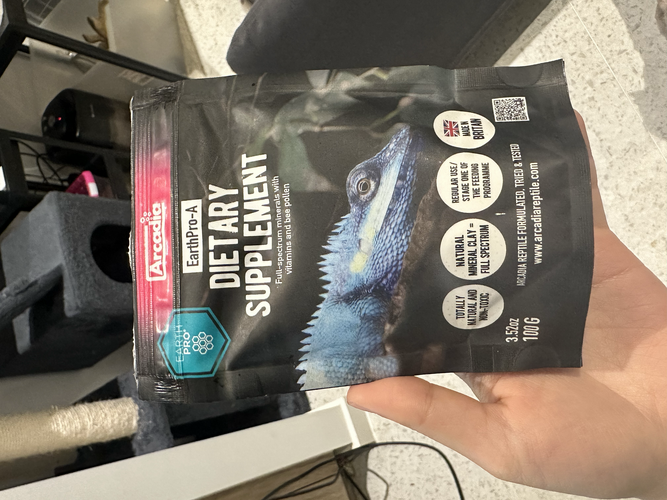 Arcadia
EarthPro-A
DIETARY
SUPPLEMENT
Full-spectrum minerals with
vitamins and bee pollen
EARTH
PRO
TOTALLY
NATURAL AND
NON-TOXIC
NATURAL
MINERAL CLAY =
FULL SPECTRUM
REGULAR USE/
STAGE ONE OF
THE FEEDING
PROGRAMME
MADE IN
BRITAIN
3.52oz
100G
ARCADIA REPTILE FORMULATED, TRIED & TESTED
www.arcadiareptile.com